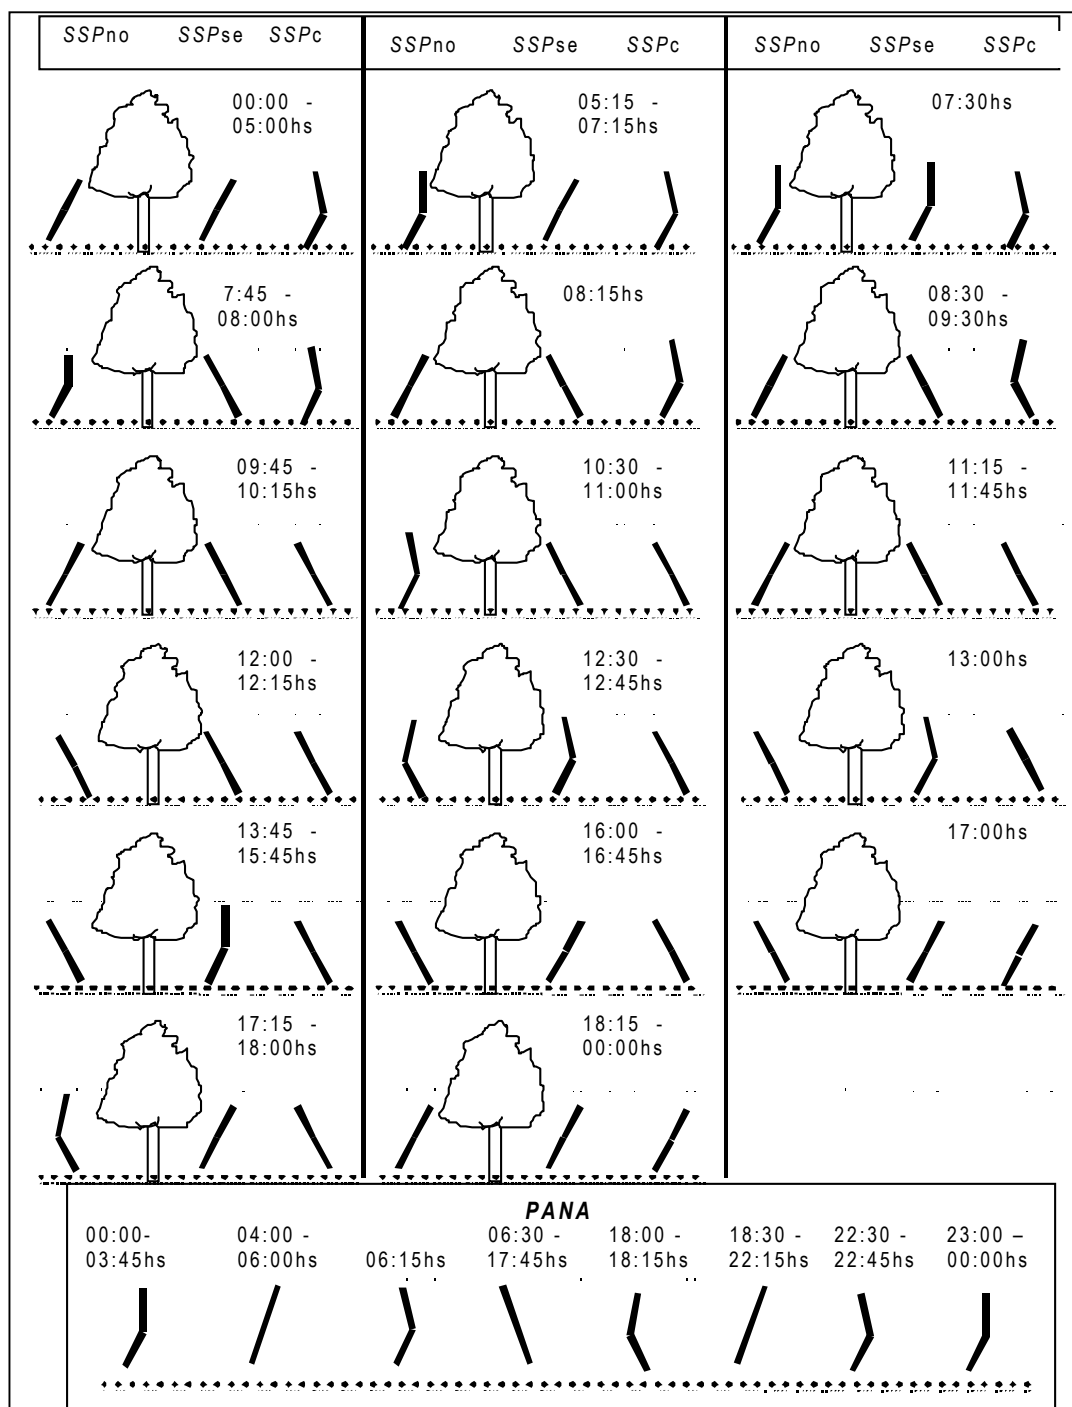 SSPno SSPse SSPc
SSPno SSPse SSPc
SSPno SSPse SSPc
00:00 -
05:00hs
05:15 -
07:15hs
07:30hs
7:45 -
08:00hs
08:15hs
08:30 -
09:30hs
09:45 -
10:15hs
10:30 -
11:00hs
11:15 -
11:45hs
12:00 -
12:15hs
12:30 -
12:45hs
13:00hs
13:45 -
15:45hs
16:00 -
16:45hs
17:00hs
17:15 -
18:00hs
18:15 -
00:00hs
PANA
00:00-
03:45hs
04:00 -
06:00hs
06:15hs
06:30 -
17:45hs
18:00 -
18:15hs
18:30 -
22:15hs
22:30 -
22:45hs
23:00 –
00:00hs